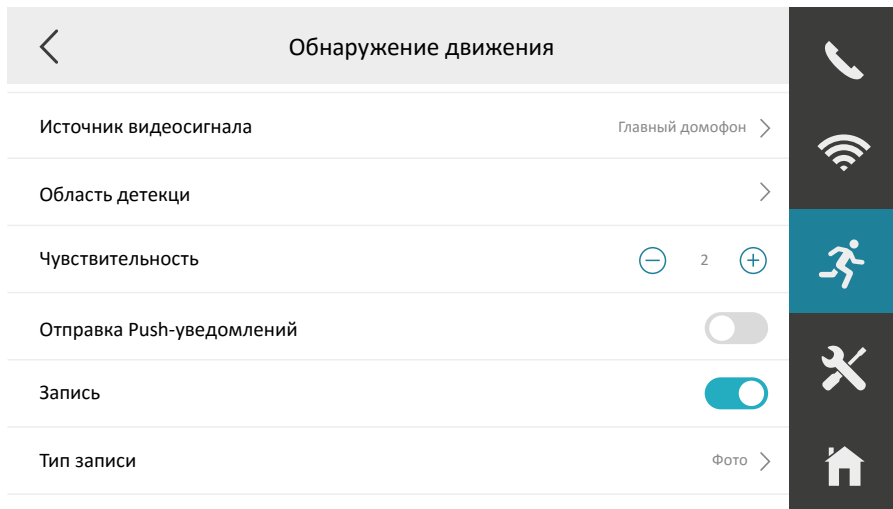 Обнаружение движения
Источник видеосигнала Главный домофон
Область детекци
Чувствительность 2
Отправка Push-уведомлений
Запись
Тип записи Фото